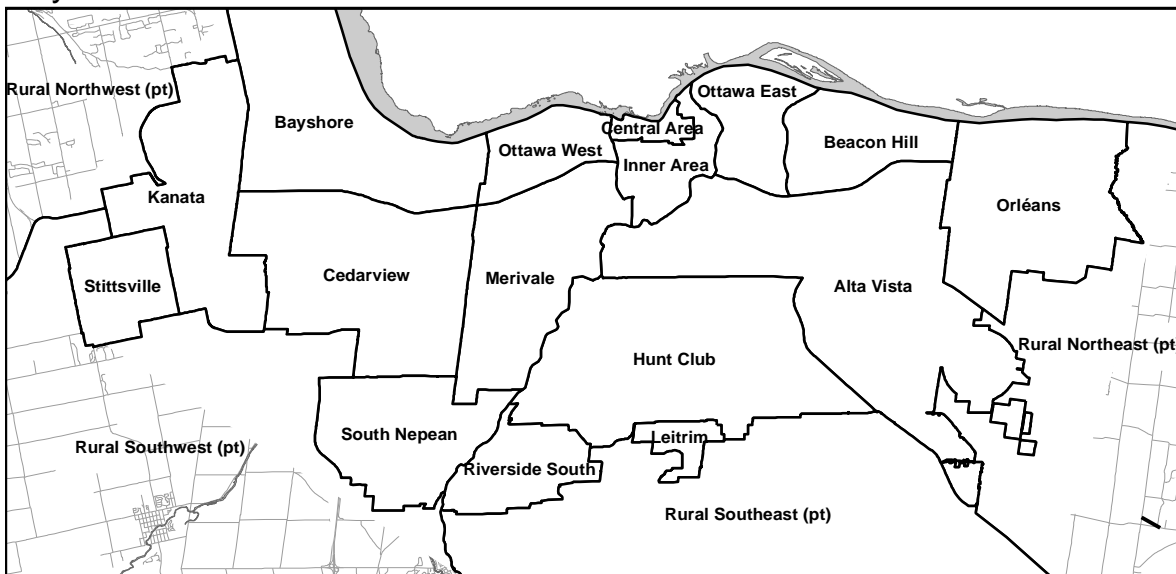 Rural Northwest (pt)
Bayshore
Ottawa East
Central Area
Ottawa West
Inner Area
Beacon Hill
Kanata
Orléans
Stittsville
Cedarview
Merivale
Alta Vista
Hunt Club
Rural Northeast (pt
South Nepean
Leitrim
Rural Southwest (pt)
Riverside South
Rural Southeast (pt)